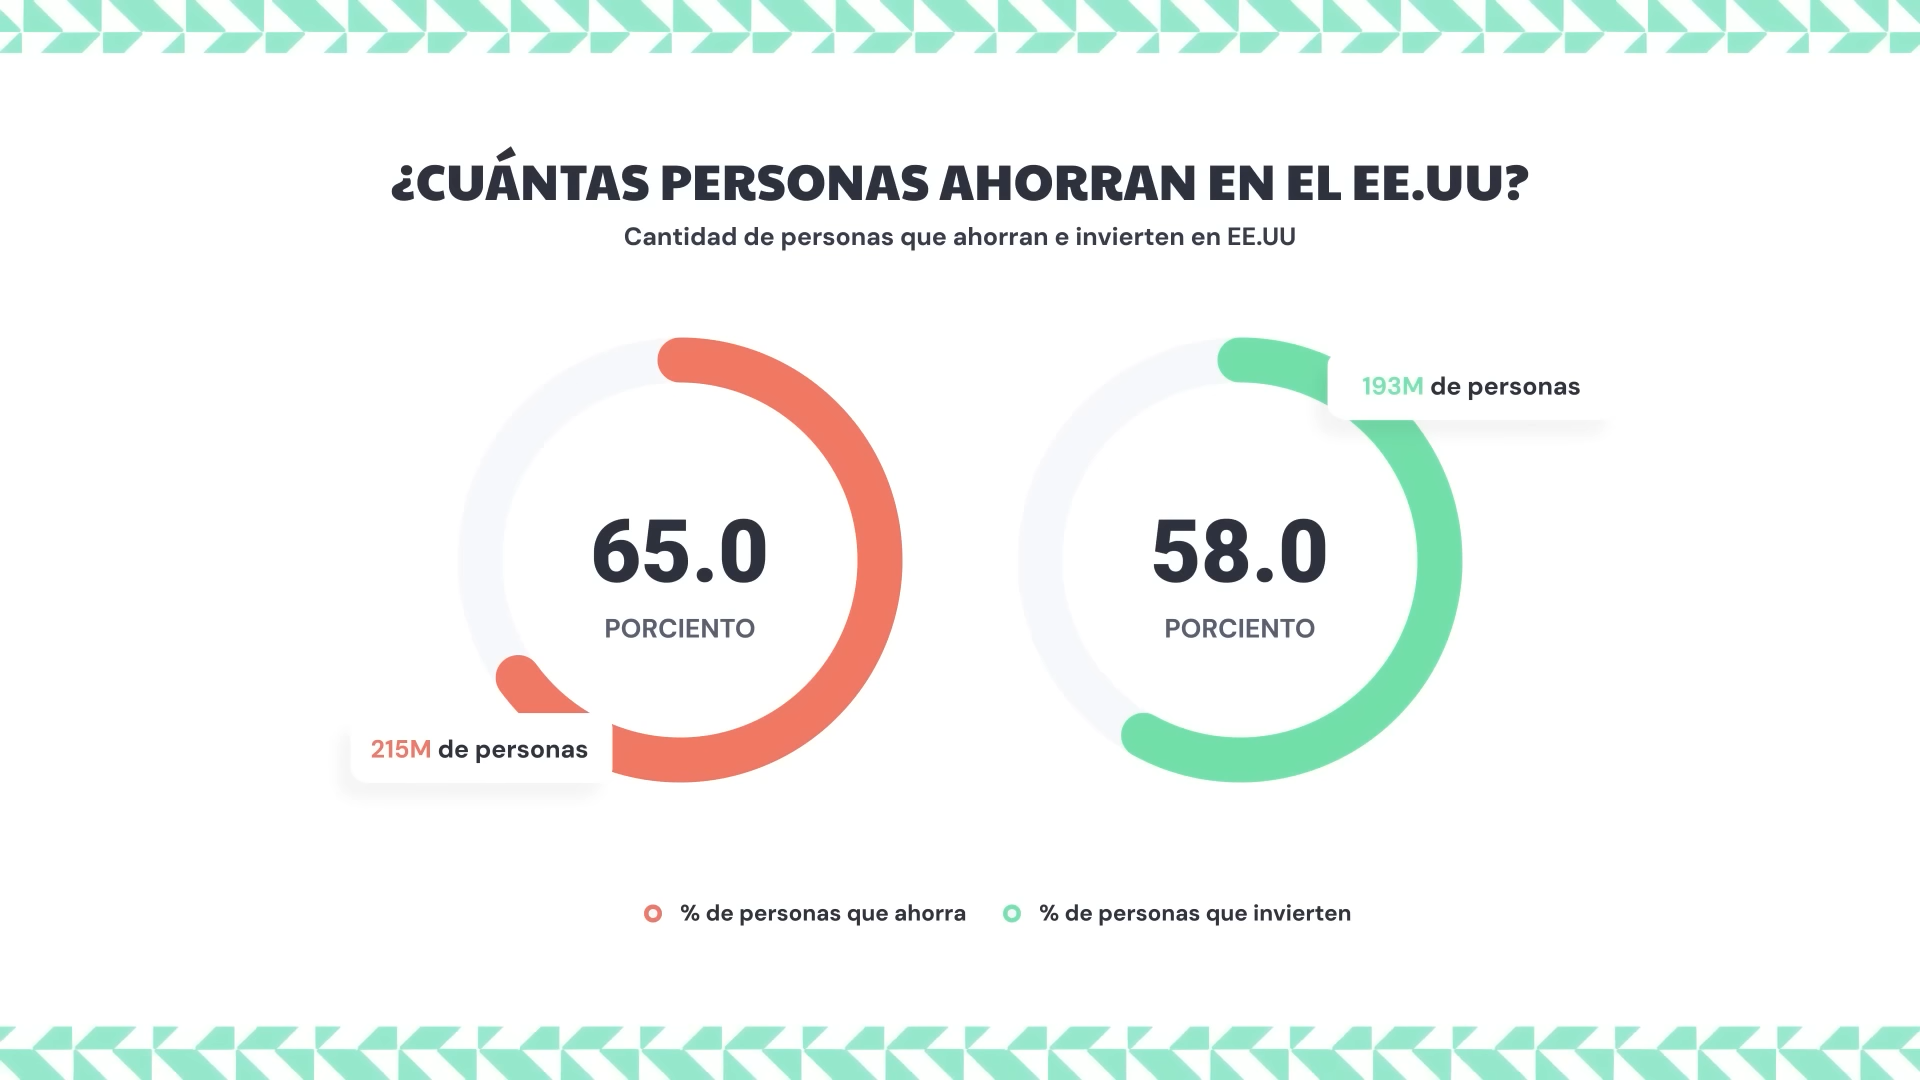 ¿CUÁNTAS PERSONAS AHORRAN EN EL EE.UU?
Cantidad de personas que ahorran e invierten en EE.UU
193M de personas
65.0
PORCIENTO
58.0
PORCIENTO
215M de personas
% de personas que ahorra
% de personas que invierten